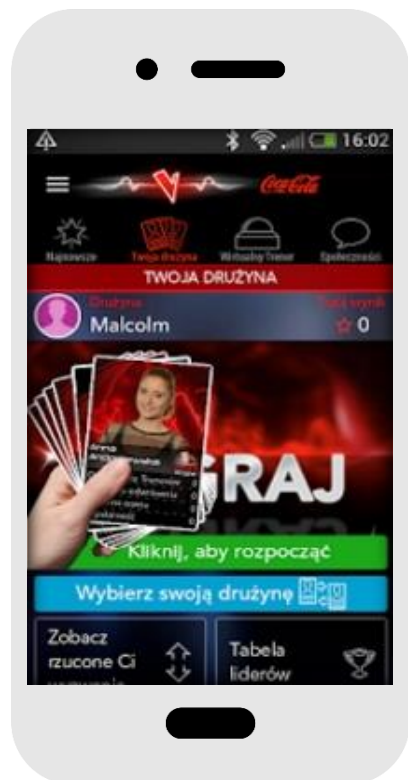 16:02
Coca-Cola
Najnowsze
Twoja drużyna
Wirtualny Trener
Społeczności
TWOJA DRUŻYNA
Drużyna
Malcolm
Twój wynik
0
GRAJ
Kliknij, aby rozpocząć
Wybierz swoją drużynę
Zobacz
rzucone Ci
Tabela
liderów